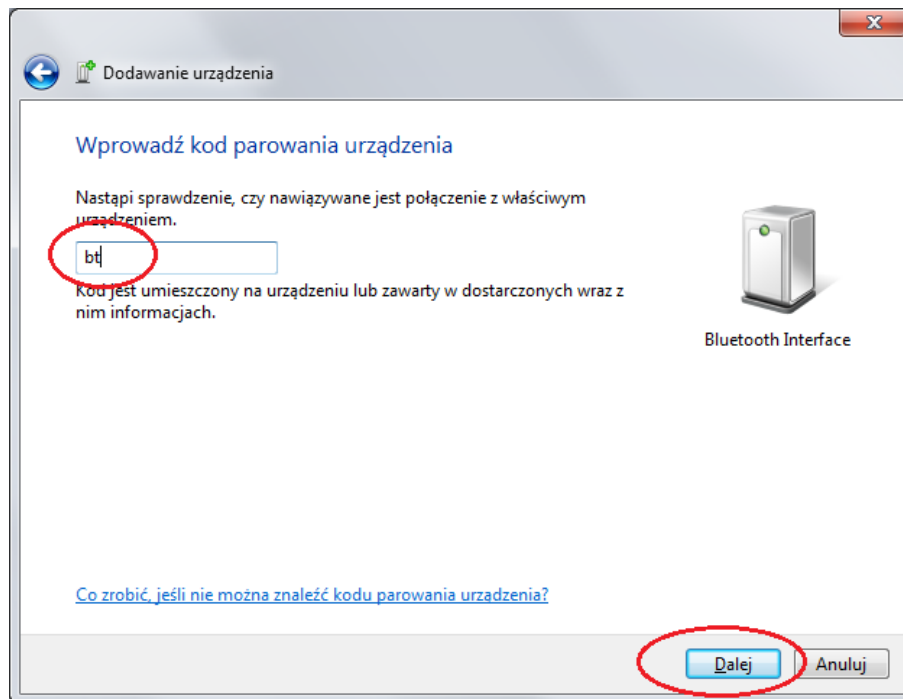 Dodawanie urządzenia
Wprowadź kod parowania urządzenia
Nastąpi sprawdzenie, czy nawiązywane jest połączenie z właściwym
urządzeniem.
bt
Kod jest umieszczony na urządzeniu lub zawarty w dostarczonych wraz z
nim informacjach.
Bluetooth Interface
Co zrobić, jeśli nie można znaleźć kodu parowania urządzenia?
Dalej
Anuluj